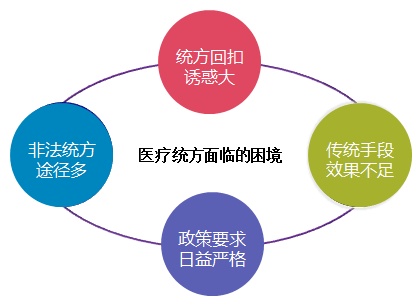 统方回扣
诱惑大
非法统方
途径多
医疗统方面临的困境
传统手段
效果不足
政策要求
日益严格